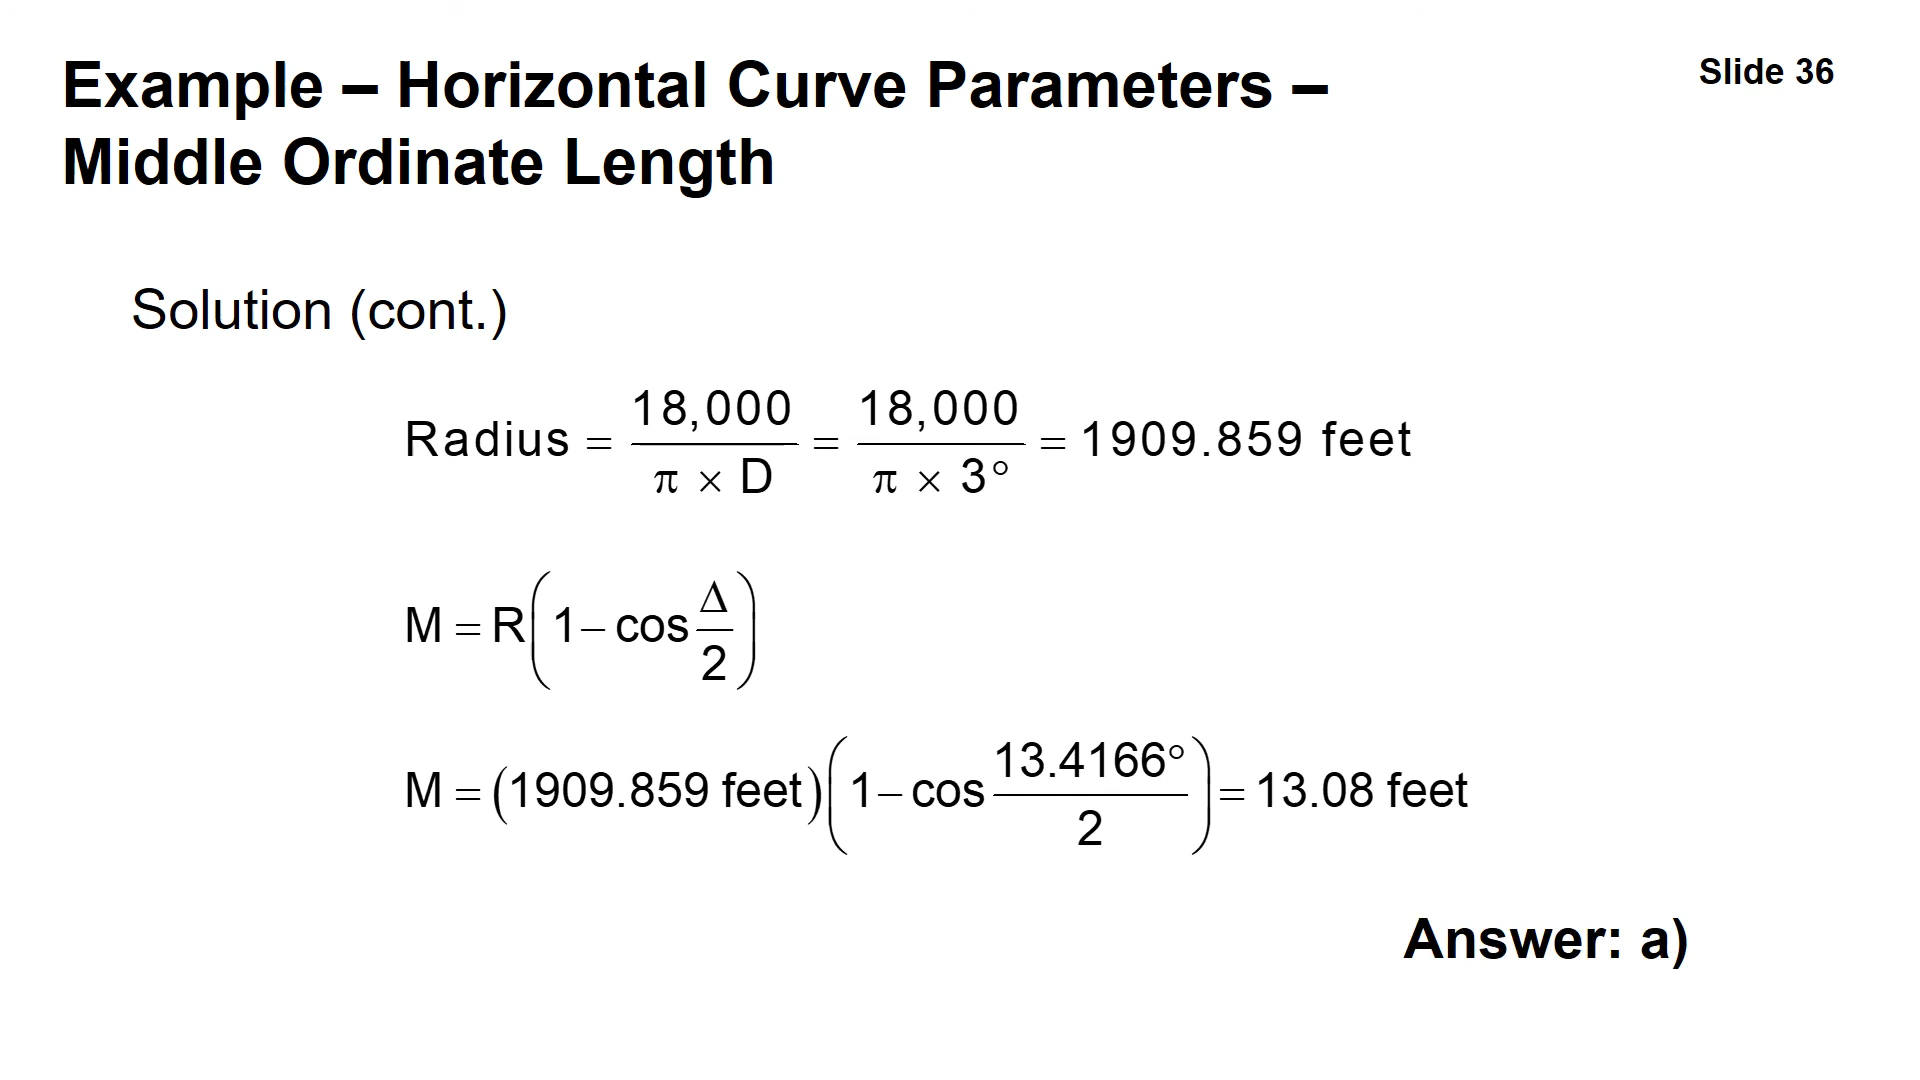 Example – Horizontal Curve Parameters –
Slide 36
Middle Ordinate Length
Solution (cont.)
Radius = 18,000 / π × D = 18,000 / π × 3° = 1909.859 feet
M = R(1 – cos Δ/2)
M = (1909.859 feet)(1 – cos 13.4166°/2) = 13.08 feet
Answer: a)